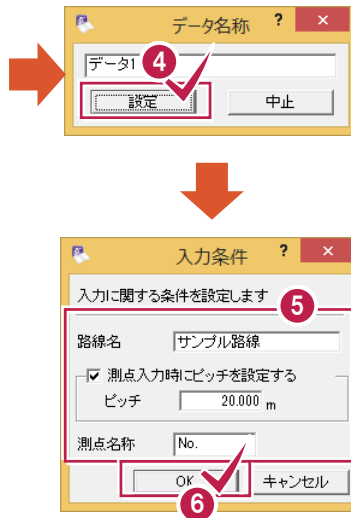 データ名称 ? ×
データ1
4
設定 中止
入力条件 ? ×
入力に関する条件を設定します
5
路線名 サンプル路線
測点入力時にピッチを設定する
ピッチ 20.000 m
測点名称 No.
OK キャンセル
6